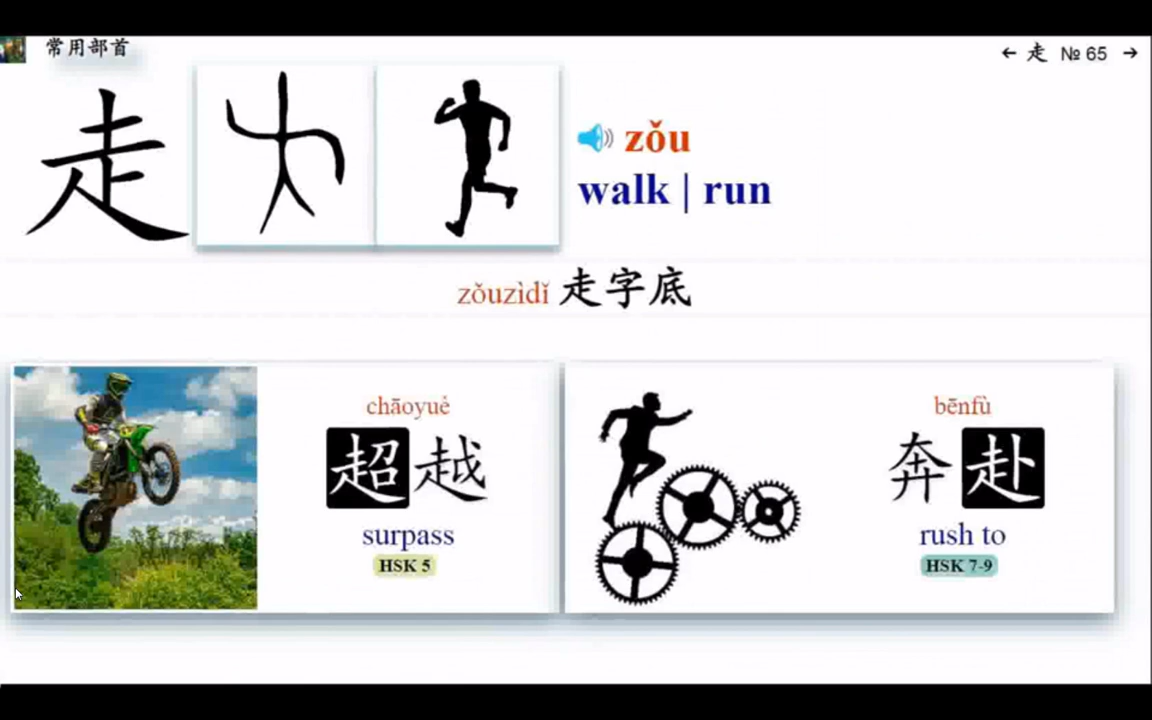 常用部首
← 走 № 65 →
走
zǒu
walk | run
zǒuzìdǐ 走字底
chāoyuè
超越
surpass
HSK 5
bēnfù
奔赴
rush to
HSK 7-9